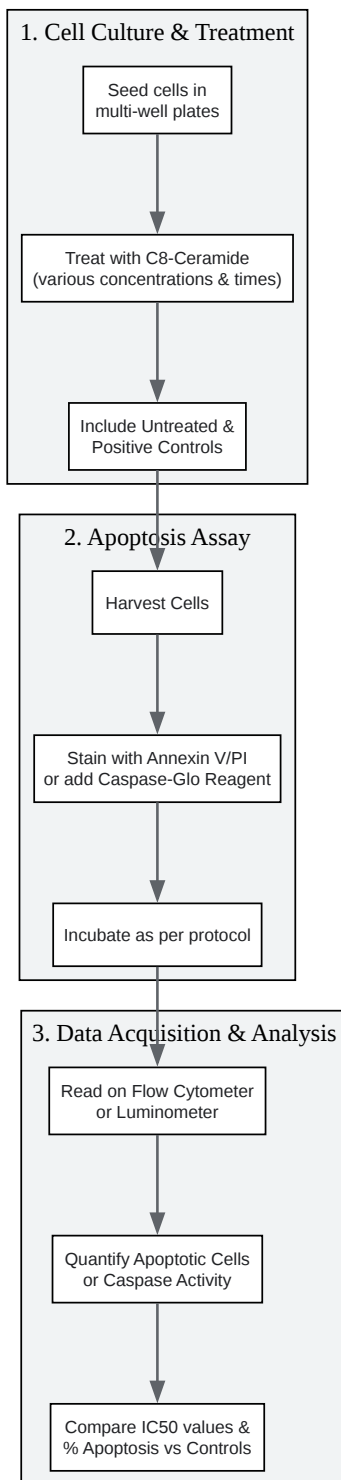 1. Cell Culture & Treatment
Seed cells in
multi-well plates
Treat with C8-Ceramide
(various concentrations & times)
Include Untreated &
Positive Controls
2. Apoptosis Assay
Harvest Cells
Stain with Annexin V/PI
or add Caspase-Glo Reagent
Incubate as per protocol
3. Data Acquisition & Analysis
Read on Flow Cytometer
or Luminometer
Quantify Apoptotic Cells
or Caspase Activity
Compare IC50 values &
% Apoptosis vs Controls